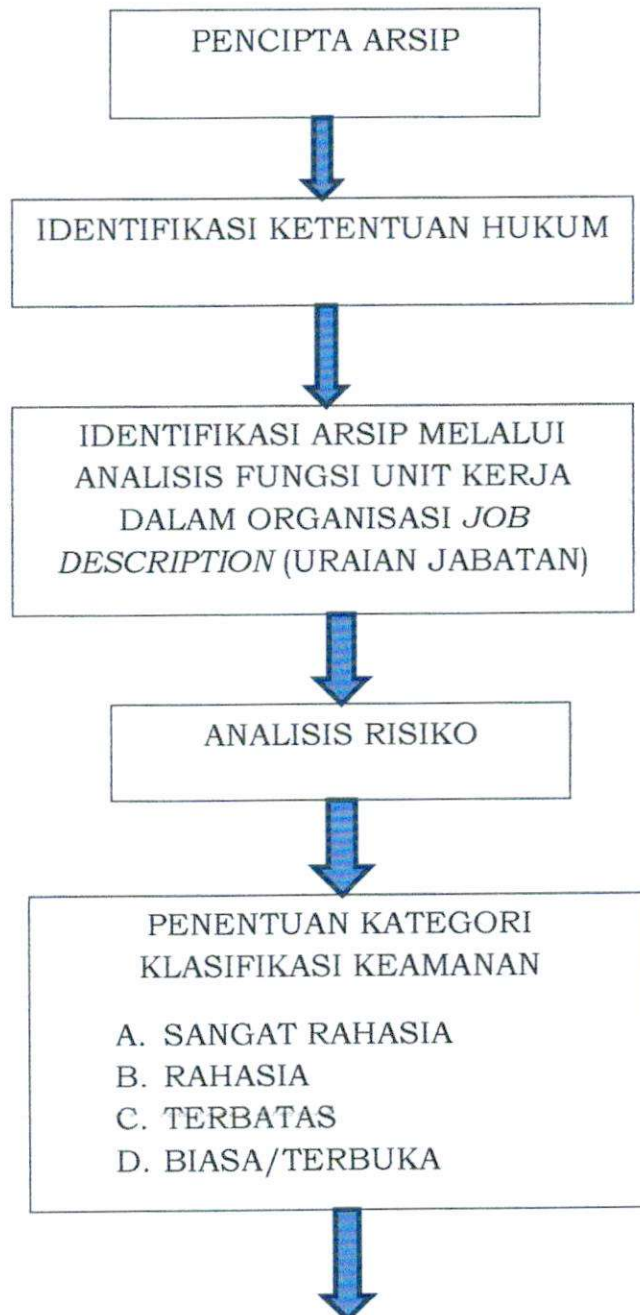 PENCIPTA ARSIP
IDENTIFIKASI KETENTUAN HUKUM
IDENTIFIKASI ARSIP MELALUI
ANALISIS FUNGSI UNIT KERJA
DALAM ORGANISASI JOB
DESCRIPTION (URAIAN JABATAN)
ANALISIS RISIKO
PENENTUAN KATEGORI
KLASIFIKASI KEAMANAN
A. SANGAT RAHASIA
B. RAHASIA
C. TERBATAS
D. BIASA/TERBUKA